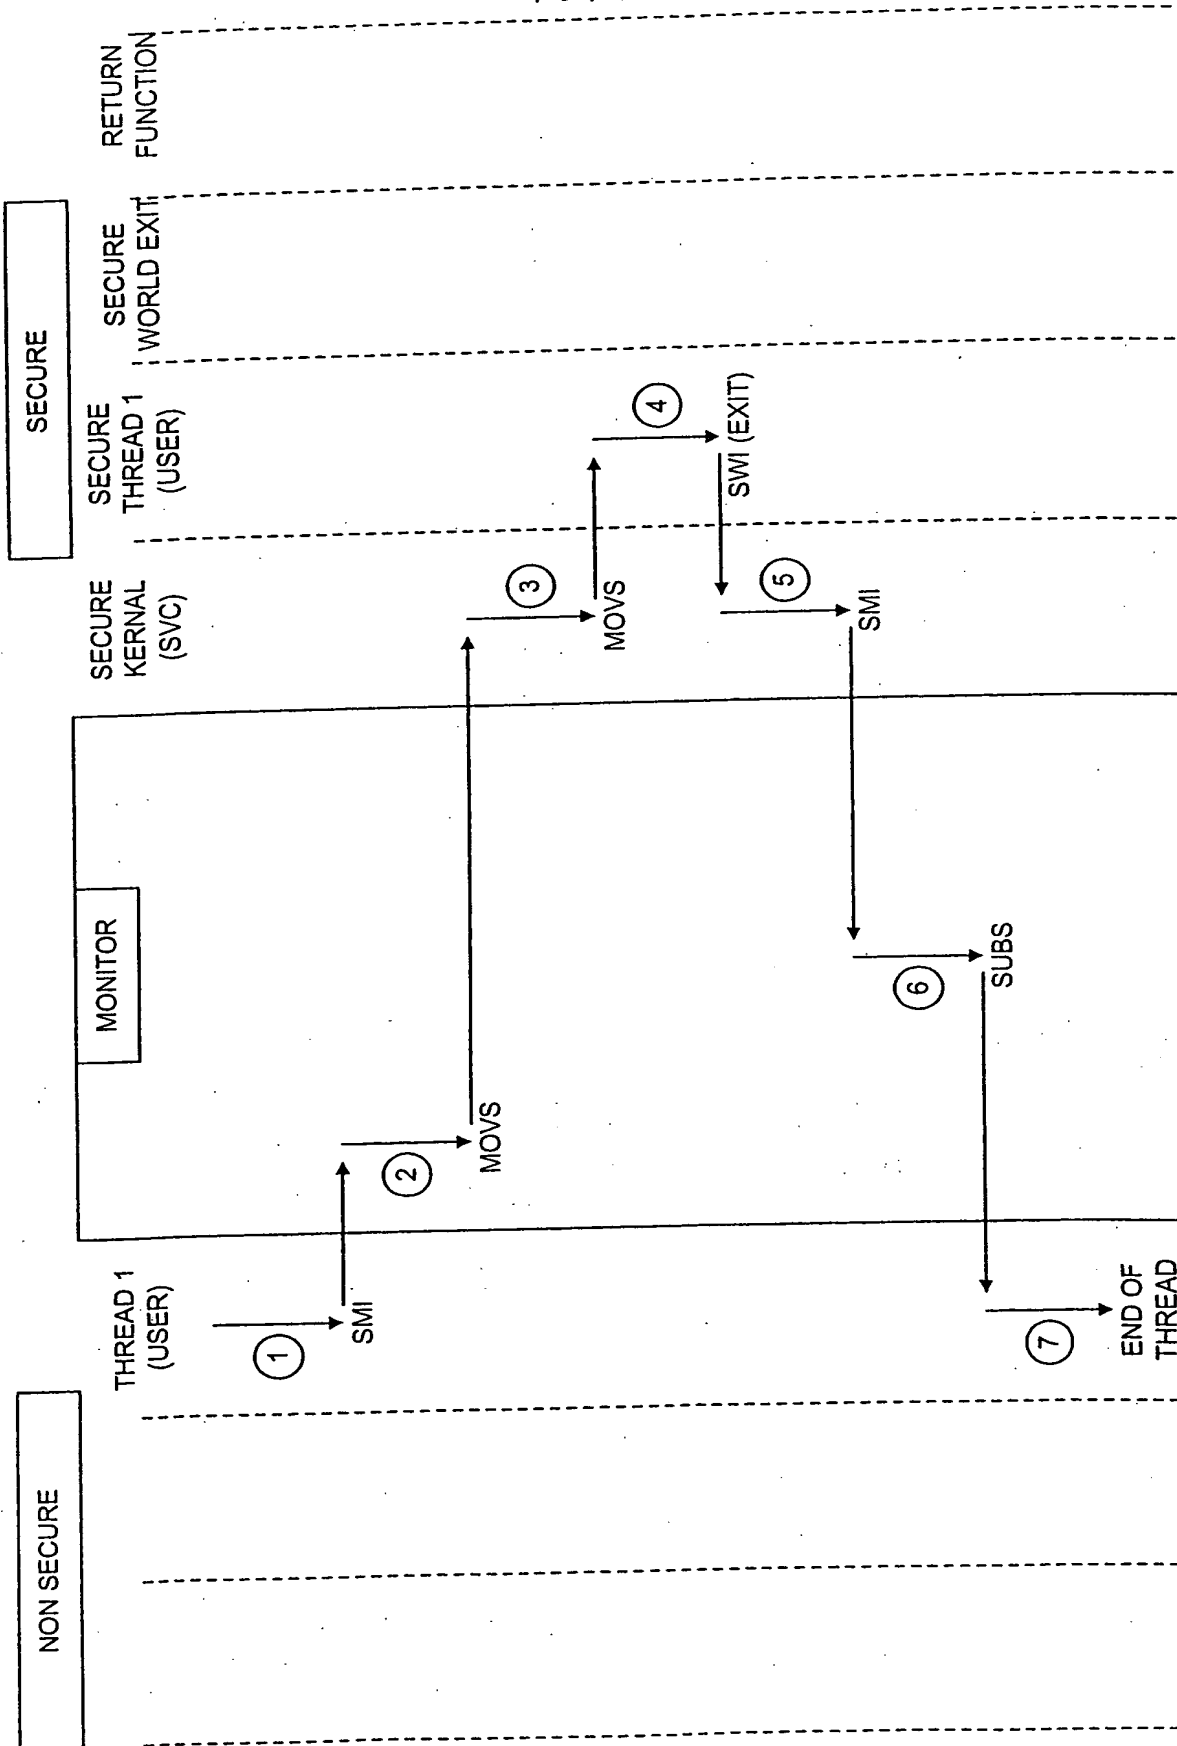 NON SECURE
MONITOR
SECURE
THREAD 1
(USER)
SECURE
KERNAL
(SVC)
SECURE
THREAD 1
(USER)
SECURE
WORLD EXIT
RETURN
FUNCTION
1
SMI
2
MOVS
3
MOVS
4
SWI (EXIT)
5
SMI
6
SUBS
7
END OF
THREAD